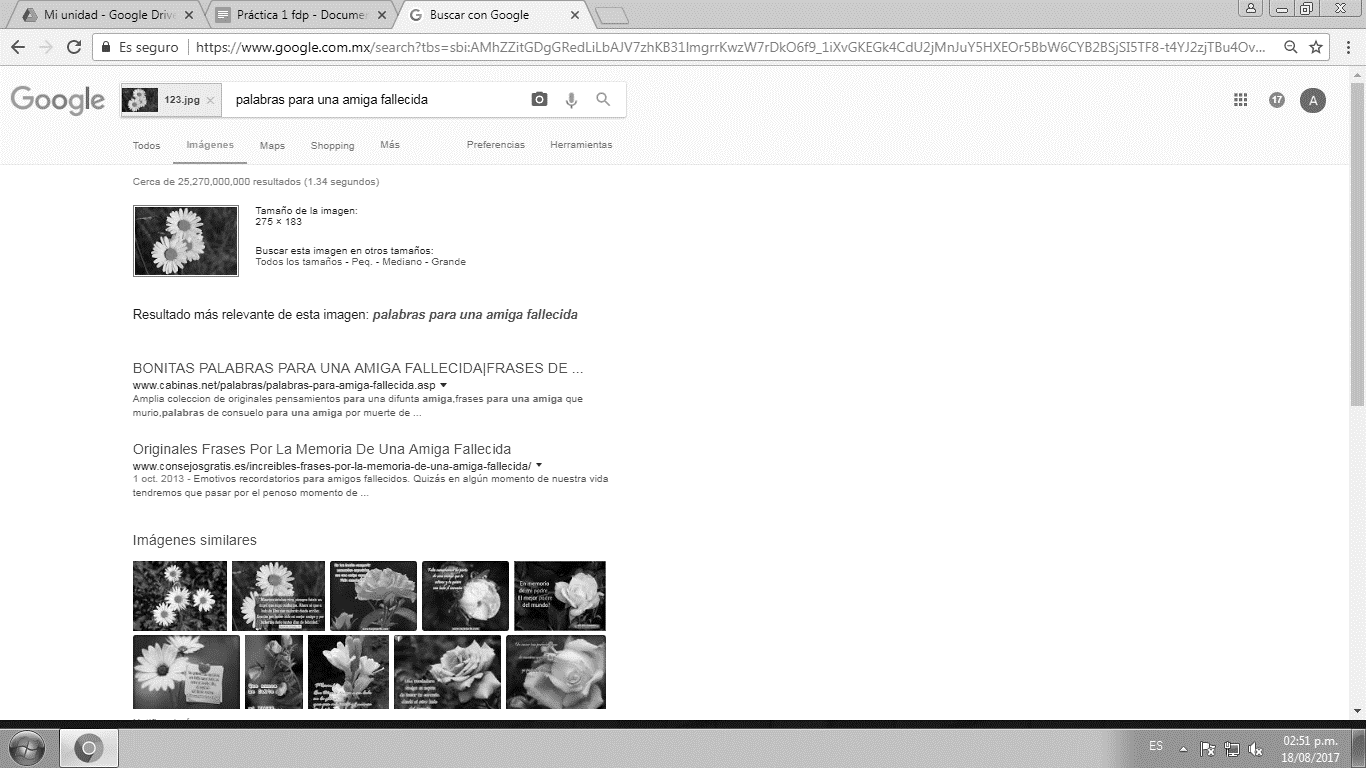 Mi unidad - Google Drive
Práctica 1 fdp - Documen
Buscar con Google
Es seguro
https://www.google.com.mx/search?tbs=sbi:AMhZZitGDgGRedLiLbAJV7zhKB31ImgrrKwzW7rDkO6f9_1iXvGKEGk4CdU2jMnJuY5HXEOr5BbW6CYB2BSjSI5TF8-t4YJ2zjTBu4Ov...
Google
123.jpg
palabras para una amiga fallecida
17
A
Todos
Imágenes
Maps
Shopping
Más
Preferencias
Herramientas
Cerca de 25,270,000,000 resultados (1.34 segundos)
Tamaño de la imagen:
275 × 183
Buscar esta imagen en otros tamaños:
Todos los tamaños - Peq. - Mediano - Grande
Resultado más relevante de esta imagen: palabras para una amiga fallecida
BONITAS PALABRAS PARA UNA AMIGA FALLECIDA|FRASES DE ...
www.cabinas.net/palabras/palabras-para-amiga-fallecida.asp
Amplia coleccion de originales pensamientos para una difunta amiga,frases para una amiga que
murio,palabras de consuelo para una amiga por muerte de ...
Originales Frases Por La Memoria De Una Amiga Fallecida
www.consejosgratis.es/increibles-frases-por-la-memoria-de-una-amiga-fallecida/
1 oct. 2013 - Emotivos recordatorios para amigos fallecidos. Quizás en algún momento de nuestra vida
tendremos que pasar por el penoso momento de ...
Imágenes similares
En memoria
de mi padre.
El mejor padre
del mundo!
ES
02:51 p.m.
18/08/2017